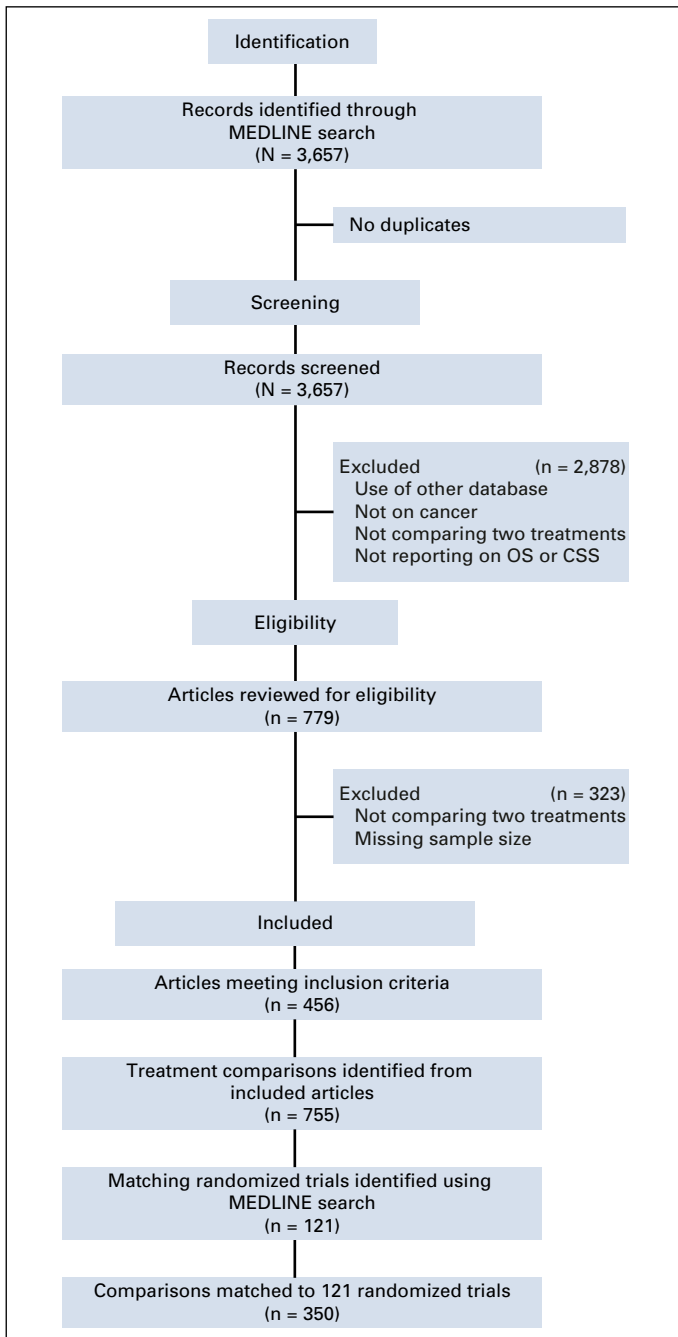 Identification
Records identified through
MEDLINE search
(N = 3,657)
No duplicates
Screening
Records screened
(N = 3,657)
Excluded (n = 2,878)
Use of other database
Not on cancer
Not comparing two treatments
Not reporting on OS or CSS
Eligibility
Articles reviewed for eligibility
(n = 779)
Excluded (n = 323)
Not comparing two treatments
Missing sample size
Included
Articles meeting inclusion criteria
(n = 456)
Treatment comparisons identified from
included articles
(n = 755)
Matching randomized trials identified using
MEDLINE search
(n = 121)
Comparisons matched to 121 randomized trials
(n = 350)